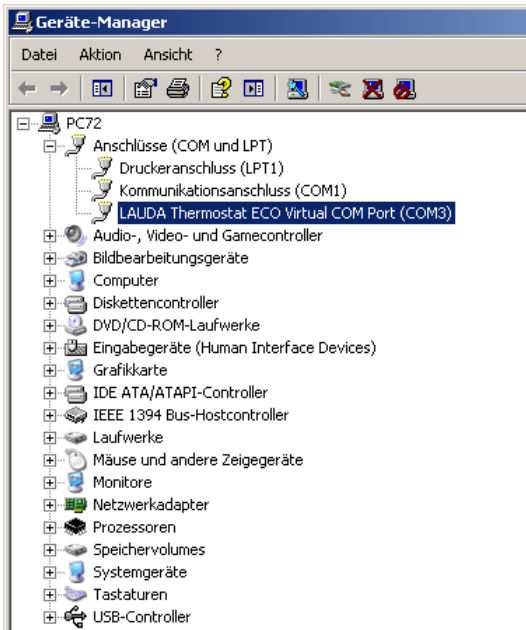 Geräte-Manager
Datei Aktion Ansicht ?
PC72
Anschlüsse (COM und LPT)
Druckeranschluss (LPT1)
Kommunikationsanschluss (COM1)
LAUDA Thermostat ECO Virtual COM Port (COM3)
Audio-, Video- und Gamecontroller
Bildbearbeitungsgeräte
Computer
Diskettencontroller
DVD/CD-ROM-Laufwerke
Eingabegeräte (Human Interface Devices)
Grafikkarte
IDE ATA/ATAPI-Controller
IEEE 1394 Bus-Hostcontroller
Laufwerke
Mäuse und andere Zeigegeräte
Monitore
Netzwerkadapter
Prozessoren
Speichervolumes
Systemgeräte
Tastaturen
USB-Controller